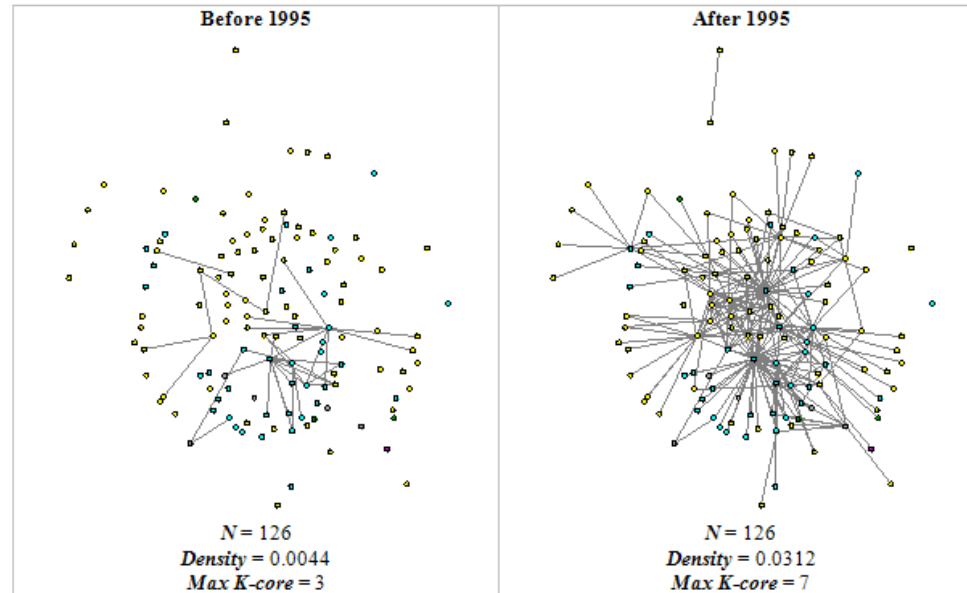 Before 1995
N = 126
Density = 0.0044
Max K-core = 3
After 1995
N = 126
Density = 0.0312
Max K-core = 7